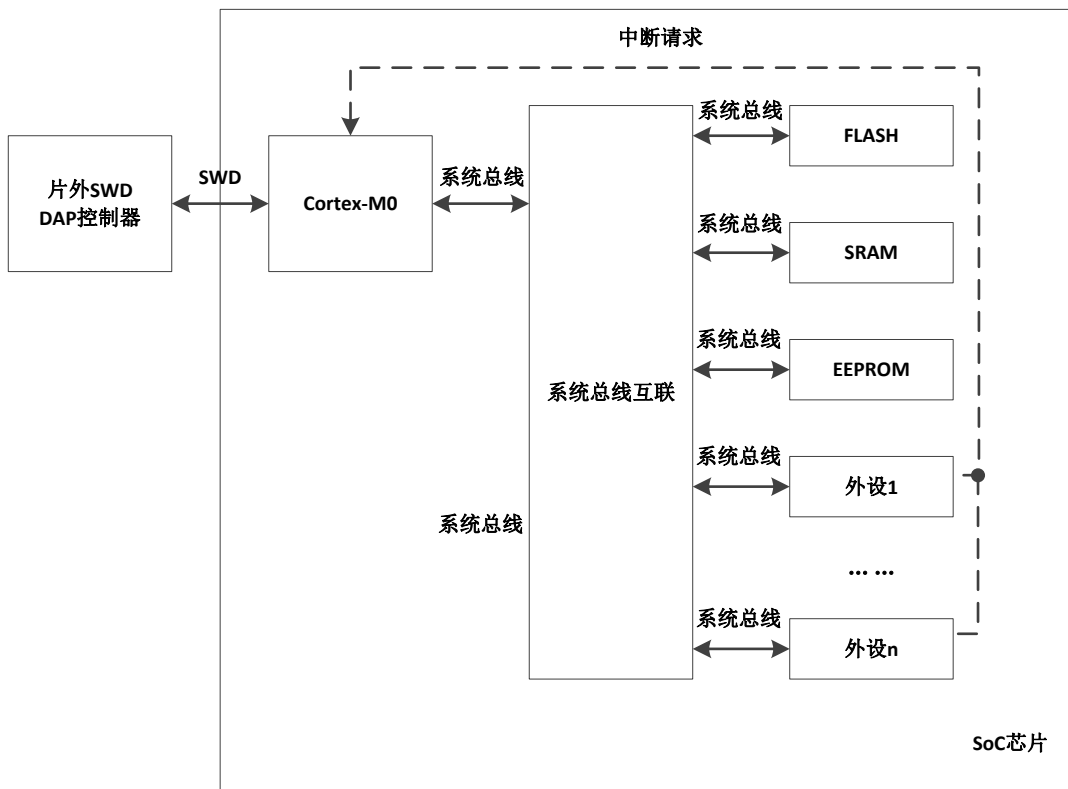 中断请求
系统总线
FLASH
片外SWD
DAP控制器
SWD
Cortex-M0
系统总线
系统总线
SRAM
系统总线
EEPROM
系统总线互联
系统总线
外设1
系统总线
... ...
系统总线
外设n
SoC芯片